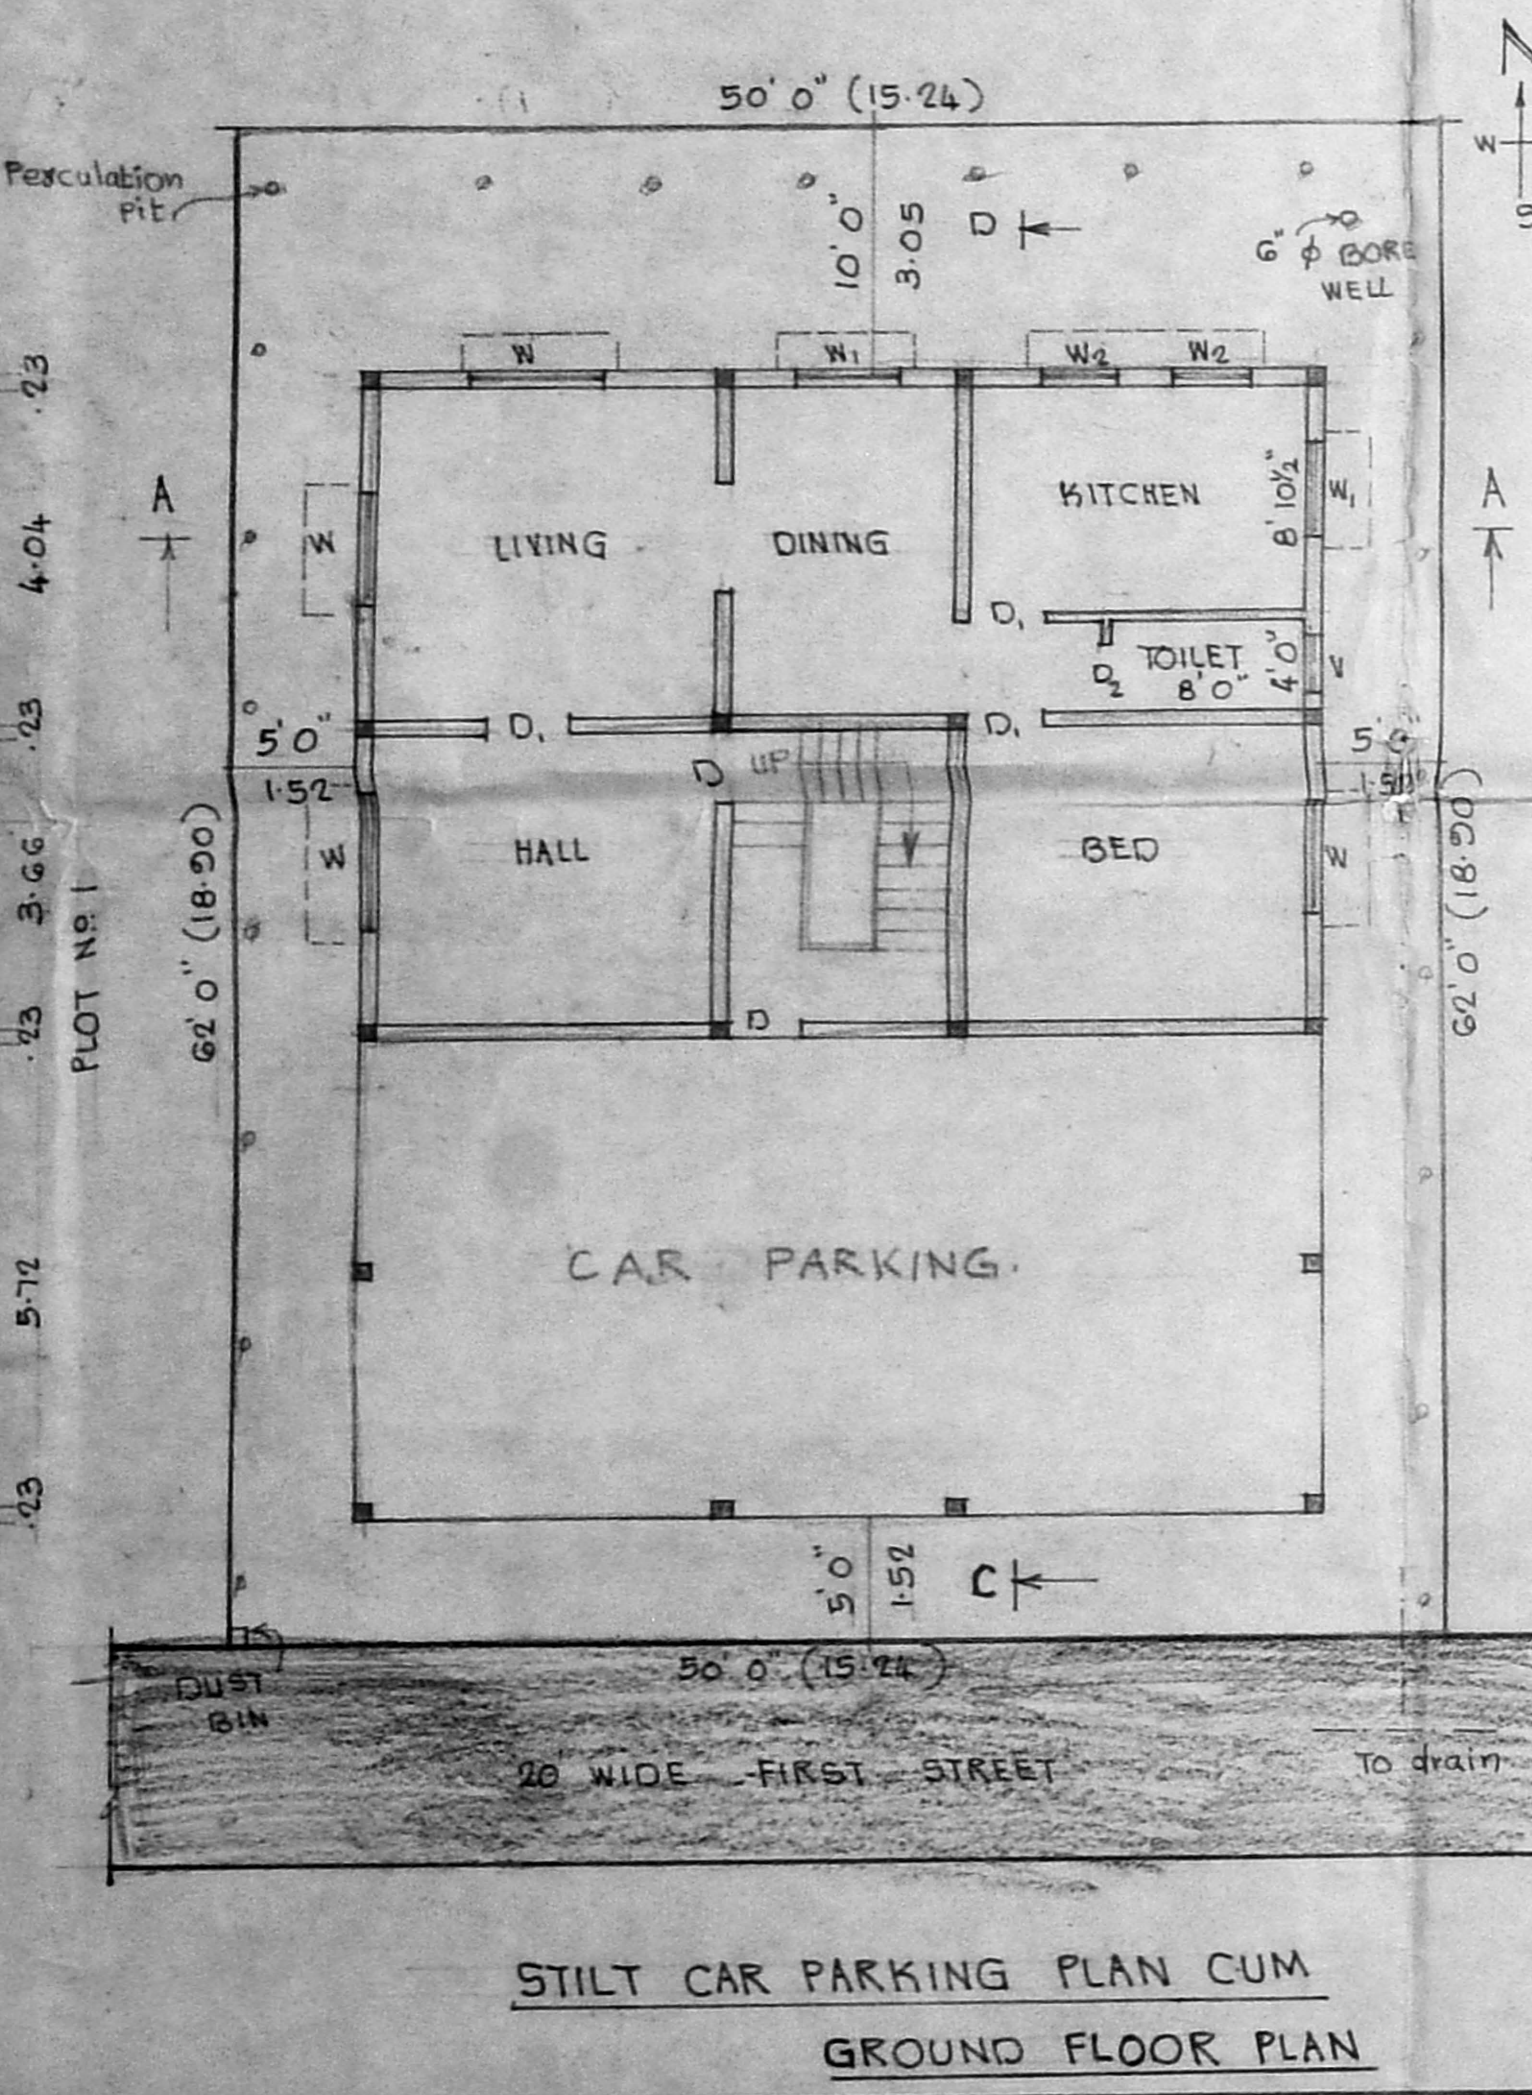 50' 0" (15.24)
N
W
S
Perculation
pit
10' 0"
3.05
D
6" ϕ BORE
WELL
.23
W
W1
W2
W2
A
4.04
W
LIVING
DINING
KITCHEN
8' 10½"
W1
A
D1
TOILET
8' 0"
4' 0"
D2
V
.23
5' 0"
1.52
D1
D1
D
UP
5' 0"
62' 0" (18.90)
PLOT Nº. 1
3.66
W
HALL
BED
W
62' 0" (18.90)
.23
D
CAR PARKING.
5.72
.23
5' 0"
1.52
C
50' 0" (15.24)
DUST
BIN
20' WIDE FIRST STREET
To drain
STILT CAR PARKING PLAN CUM
GROUND FLOOR PLAN